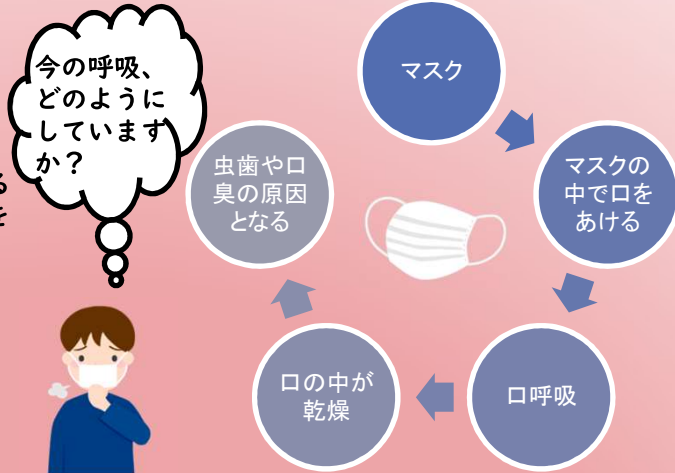 今の呼吸、
どのように
しています
か？
る
を
マスク
マスクの
中で口を
あける
口呼吸
口の中が
乾燥
虫歯や口
臭の原因
となる